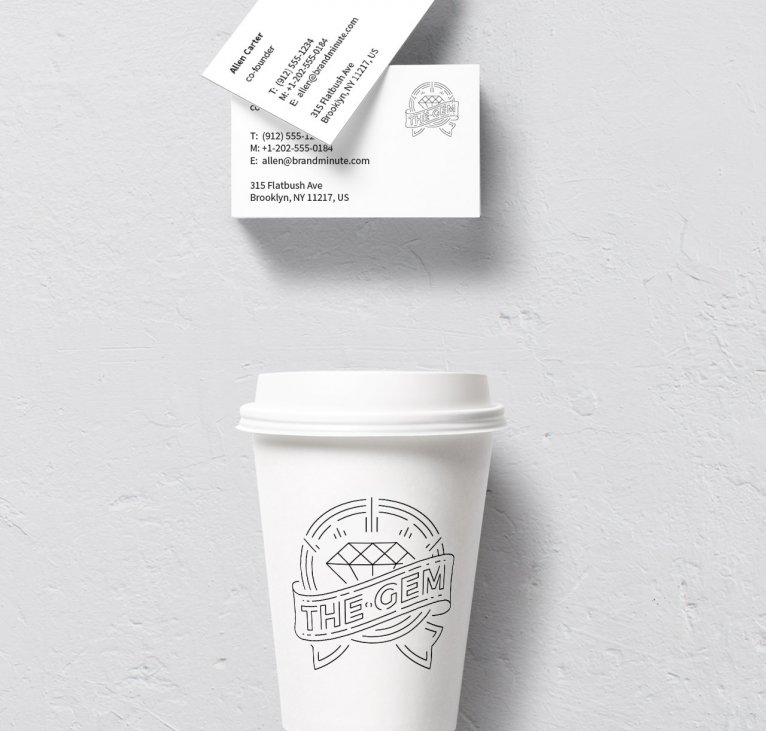 Allen Carter
co-founder
T: (912) 555-1234
M: +1-202-555-0184
E: allen@brandminute.com
315 Flatbush Ave
Brooklyn, NY 11217, US
THE GEM
T: (912) 555-12
M: +1-202-555-0184
E: allen@brandminute.com
315 Flatbush Ave
Brooklyn, NY 11217, US
THE·GEM